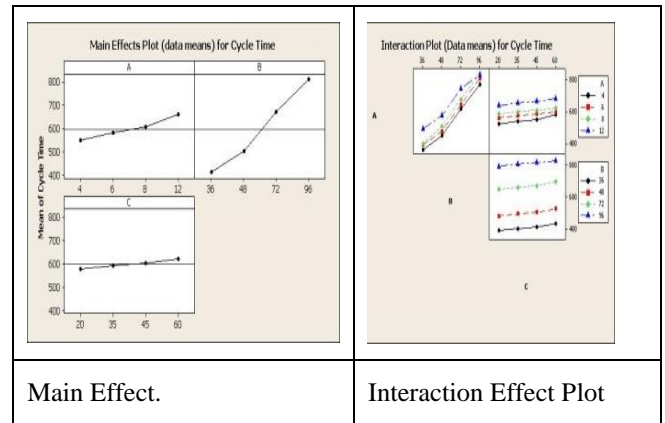 Main Effects Plot (data means) for Cycle Time
A B
Mean of Cycle Time
800
700
600
500
400
4 6 8 12 36 48 72 96
C
800
700
600
500
400
20 35 45 60
Interaction Plot (Data means) for Cycle Time
36 48 72 96 20 35 45 60
A
800
600
400
A
4
6
8
12
B
800
600
400
36
48
72
96
C
Main Effect.
Interaction Effect Plot